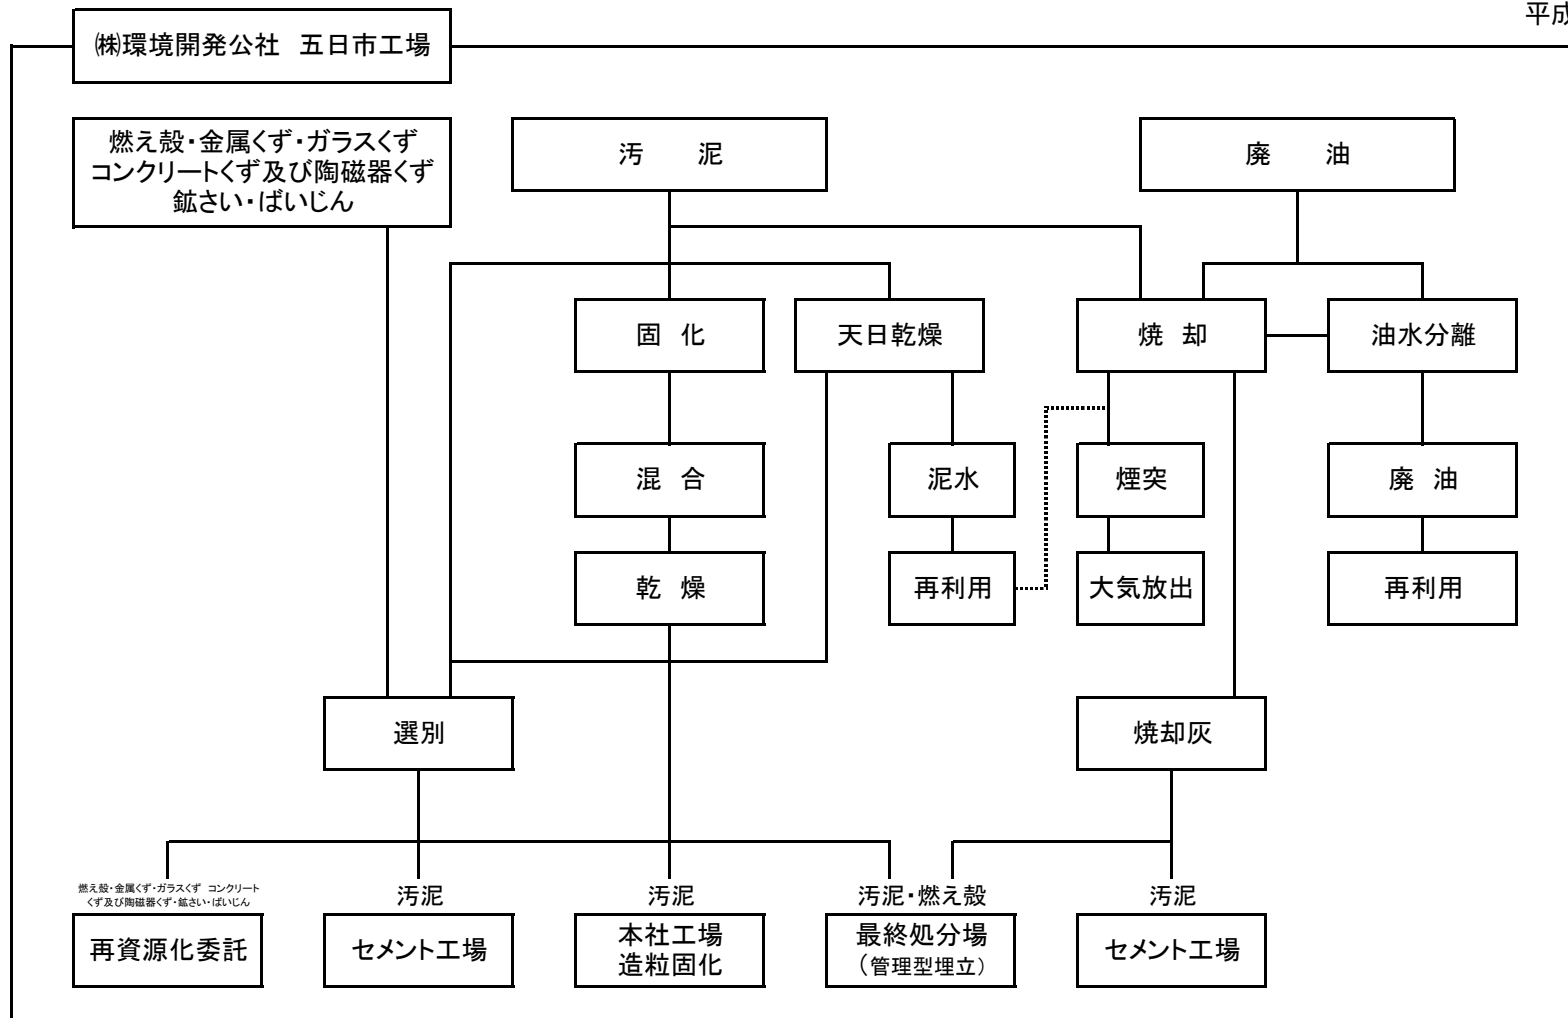 平成
㈱環境開発公社　五日市工場
燃え殻・金属くず・ガラスくず
コンクリートくず及び陶磁器くず
鉱さい・ばいじん
汚　泥
廃　油
固　化
天日乾燥
焼　却
油水分離
混　合
泥水
煙突
廃　油
乾　燥
再利用
大気放出
再利用
選別
焼却灰
燃え殻・金属くず・ガラスくず　コンクリート
くず及び陶磁器くず・鉱さい・ばいじん
汚泥
汚泥
汚泥・燃え殻
汚泥
再資源化委託
セメント工場
本社工場
造粒固化
最終処分場
（管理型埋立）
セメント工場